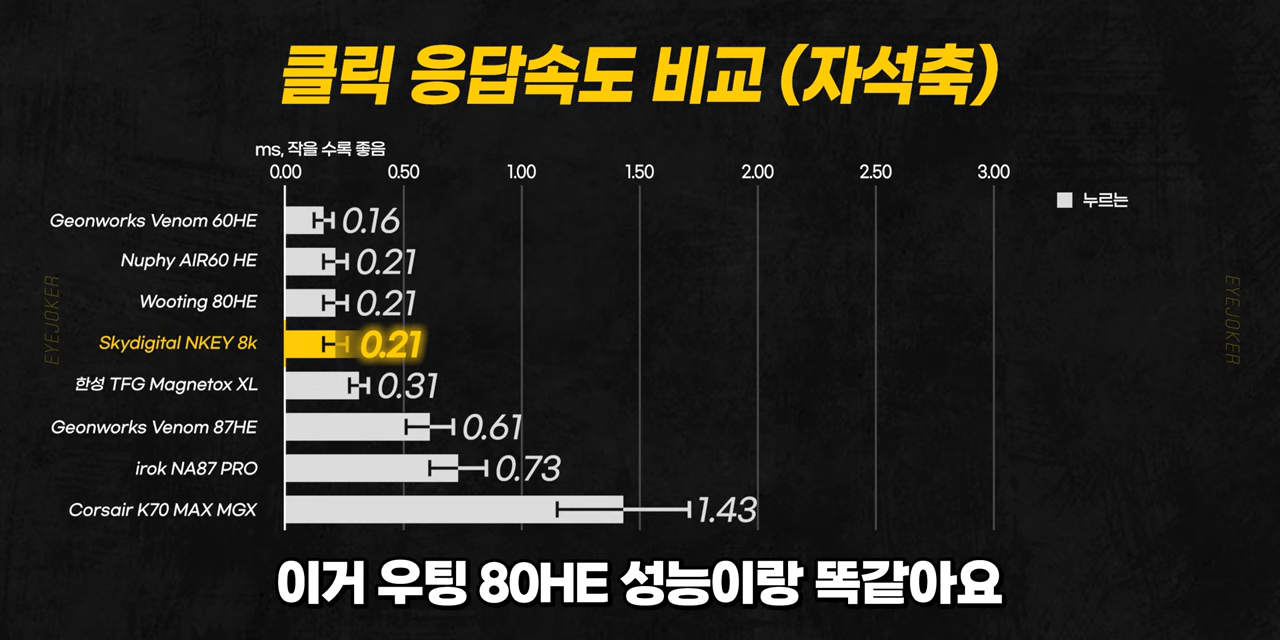 클릭 응답속도 비교 (자석축)
ms, 작을 수록 좋음
0.00 0.50 1.00 1.50 2.00 2.50 3.00
누르는
Geonworks Venom 60HE 0.16
Nuphy AIR60 HE 0.21
Wooting 80HE 0.21
Skydigital NKEY 8k 0.21
한성 TFG Magnetox XL 0.31
Geonworks Venom 87HE 0.61
irok NA87 PRO 0.73
Corsair K70 MAX MGX 1.43
EYEJOKER
EYEJOKER
이거 우팅 80HE 성능이랑 똑같아요